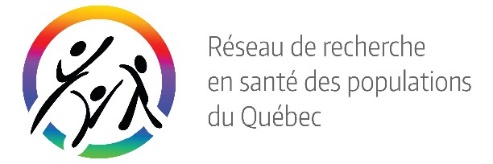 Réseau de recherche
en santé des populations
du Québec